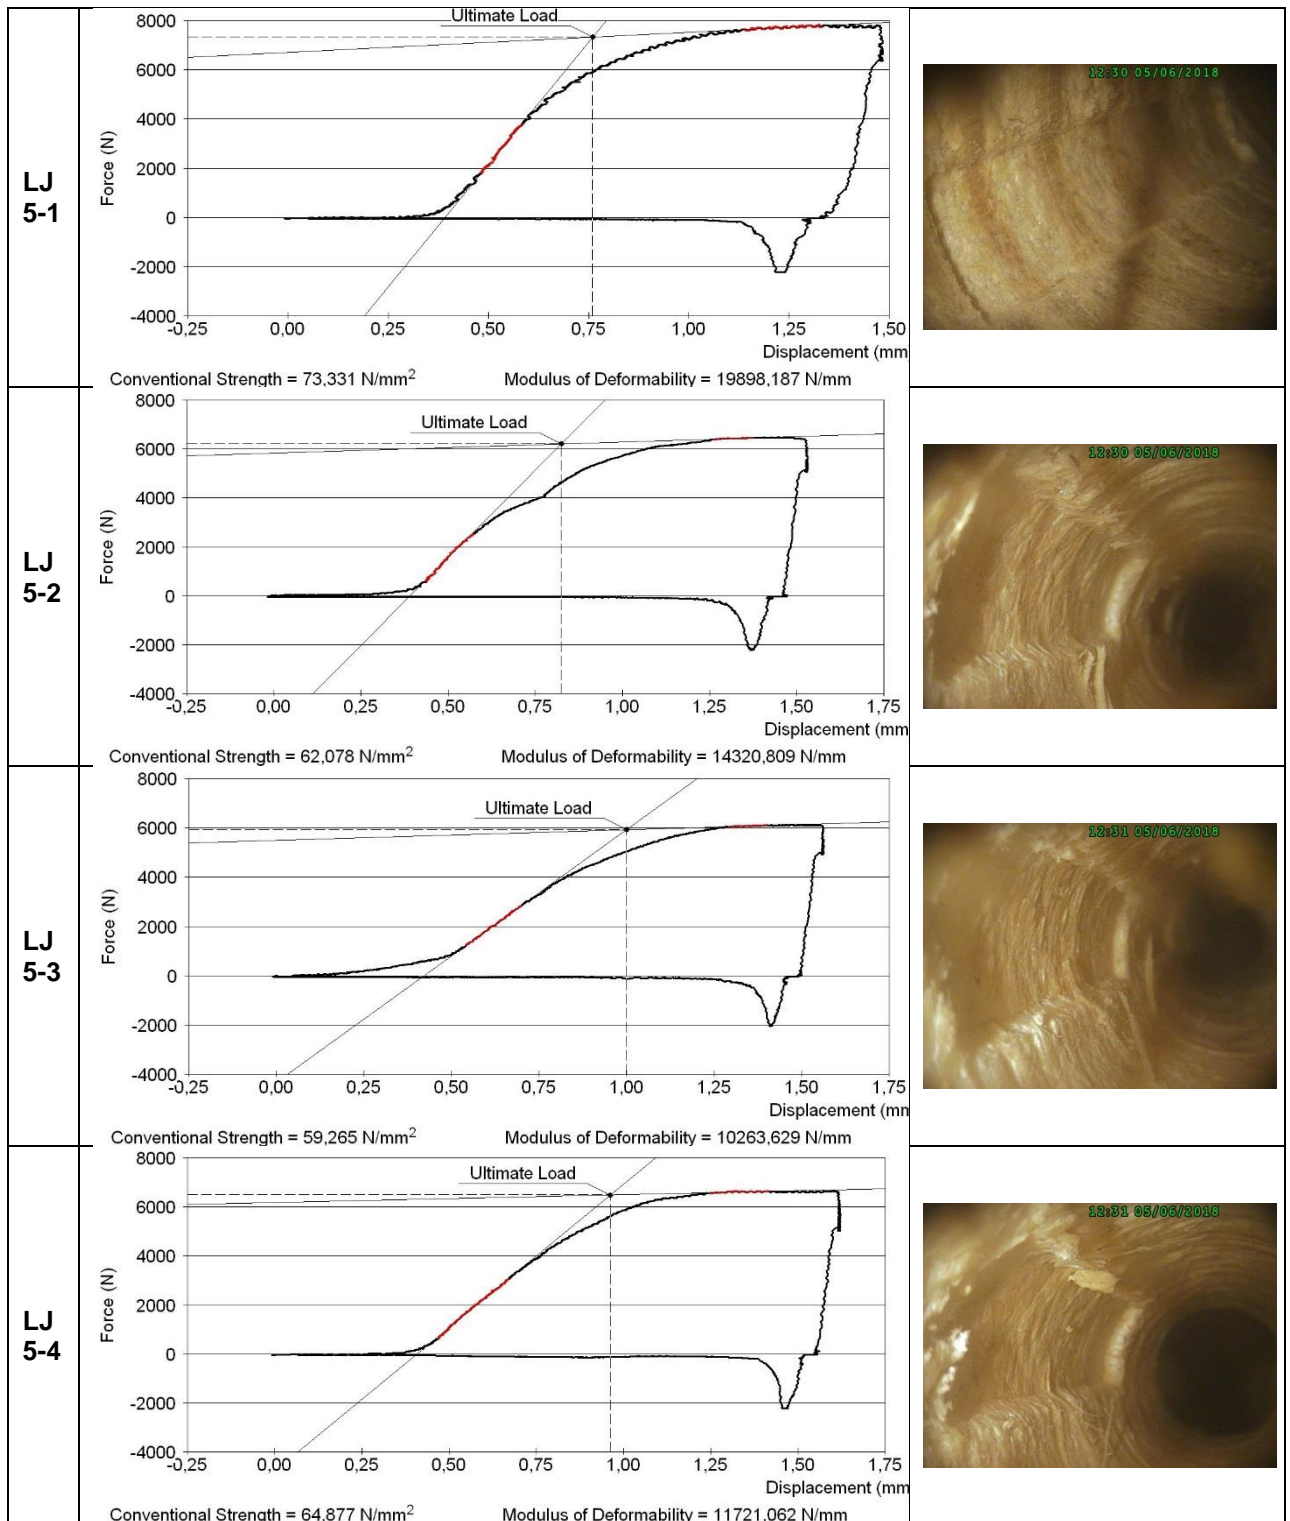 LJ
5-1
Ultimate Load
8000
6000
4000
2000
0
-2000
-4000
Force (N)
-0,25 0,00 0,25 0,50 0,75 1,00 1,25 1,50
Displacement (mm
Conventional Strength = 73,331 N/mm2 Modulus of Deformability = 19898,187 N/mm
12:30 05/06/2018
LJ
5-2
Ultimate Load
8000
6000
4000
2000
0
-2000
-4000
Force (N)
-0,25 0,00 0,25 0,50 0,75 1,00 1,25 1,50 1,75
Displacement (mm
Conventional Strength = 62,078 N/mm2 Modulus of Deformability = 14320,809 N/mm
12:30 05/06/2018
LJ
5-3
Ultimate Load
8000
6000
4000
2000
0
-2000
-4000
Force (N)
-0,25 0,00 0,25 0,50 0,75 1,00 1,25 1,50 1,75
Displacement (mm
Conventional Strength = 59,265 N/mm2 Modulus of Deformability = 10263,629 N/mm
12:31 05/06/2018
LJ
5-4
Ultimate Load
8000
6000
4000
2000
0
-2000
-4000
Force (N)
-0,25 0,00 0,25 0,50 0,75 1,00 1,25 1,50 1,75
Displacement (mm
Conventional Strength = 64,877 N/mm2 Modulus of Deformability = 11721,062 N/mm
12:31 05/06/2018